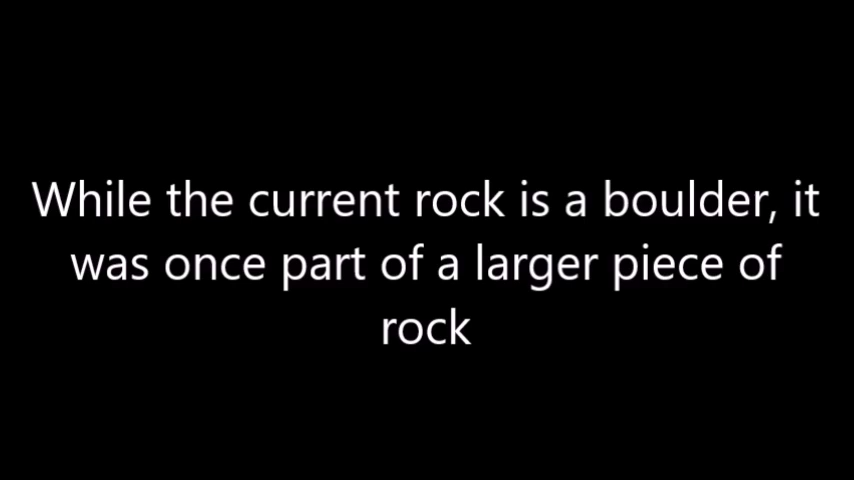 While the current rock is a boulder, it
was once part of a larger piece of
rock